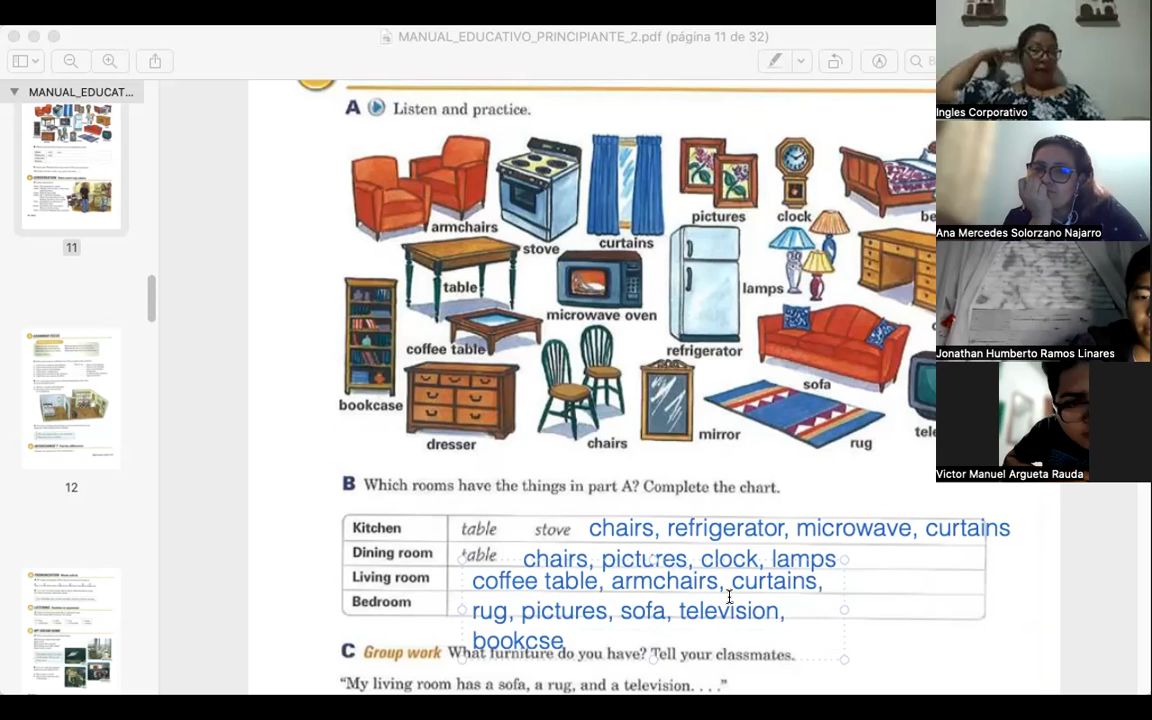 MANUAL_EDUCATIVO_PRINCIPIANTE_2.pdf (página 11 de 32)
MANUAL_EDUCAT...
11
12
A Listen and practice.
armchairs
stove
curtains
pictures
clock
be
table
microwave oven
lamps
coffee table
refrigerator
bookcase
dresser
chairs
mirror
sofa
rug
tele
B Which rooms have the things in part A? Complete the chart.
Kitchen table stove chairs, refrigerator, microwave, curtains
Dining room table chairs, pictures, clock, lamps
Living room coffee table, armchairs, curtains,
Bedroom rug, pictures, sofa, television,
bookcse
C Group work What furniture do you have? Tell your classmates.
“My living room has a sofa, a rug, and a television. . . .”
Ingles Corporativo
Ana Mercedes Solorzano Najarro
Jonathan Humberto Ramos Linares
Victor Manuel Argueta Rauda